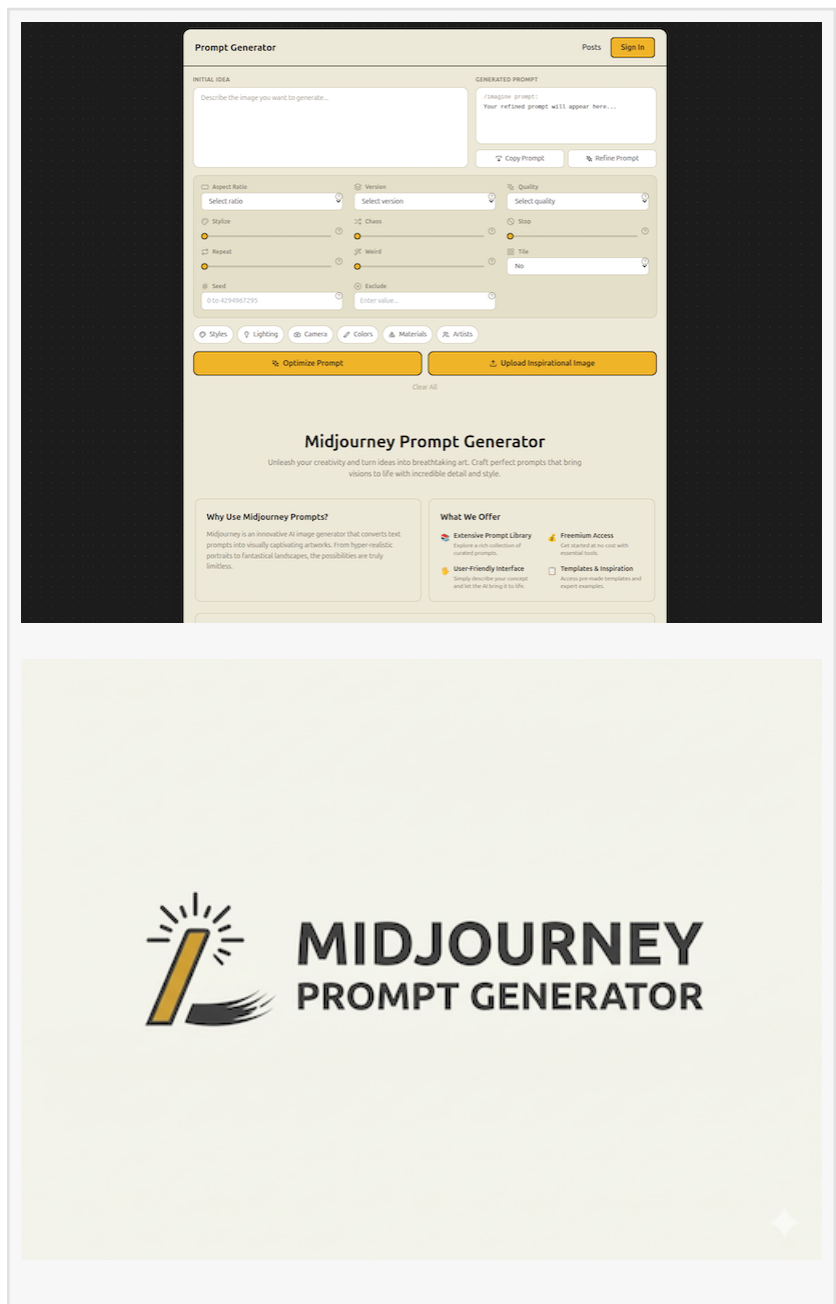 Prompt Generator
Posts
Sign In
INITIAL IDEA
Describe the image you want to generate...
GENERATED PROMPT
/imagine prompt:
Your refined prompt will appear here...
Copy Prompt
Refine Prompt
Aspect Ratio
Select ratio
Version
Select version
Quality
Select quality
Stylize
Chaos
Stop
Repeat
Weird
Tile
No
Seed
0 to 4294967295
Exclude
Enter value...
Styles
Lighting
Camera
Colors
Materials
Artists
Optimize Prompt
Upload Inspirational Image
Clear All
Midjourney Prompt Generator
Unleash your creativity and turn ideas into breathtaking art. Craft perfect prompts that bring
visions to life with incredible detail and style.
Why Use Midjourney Prompts?
Midjourney is an innovative AI image generator that converts text
prompts into visually captivating artworks. From hyper-realistic
portraits to fantastical landscapes, the possibilities are truly
limitless.
What We Offer
Extensive Prompt Library
Explore a rich collection of
curated prompts.
Freemium Access
Get started at no cost with
essential tools.
User-Friendly Interface
Simply describe your concept
and let the AI bring it to life.
Templates & Inspiration
Access pre-made templates and
expert examples.
MIDJOURNEY
PROMPT GENERATOR